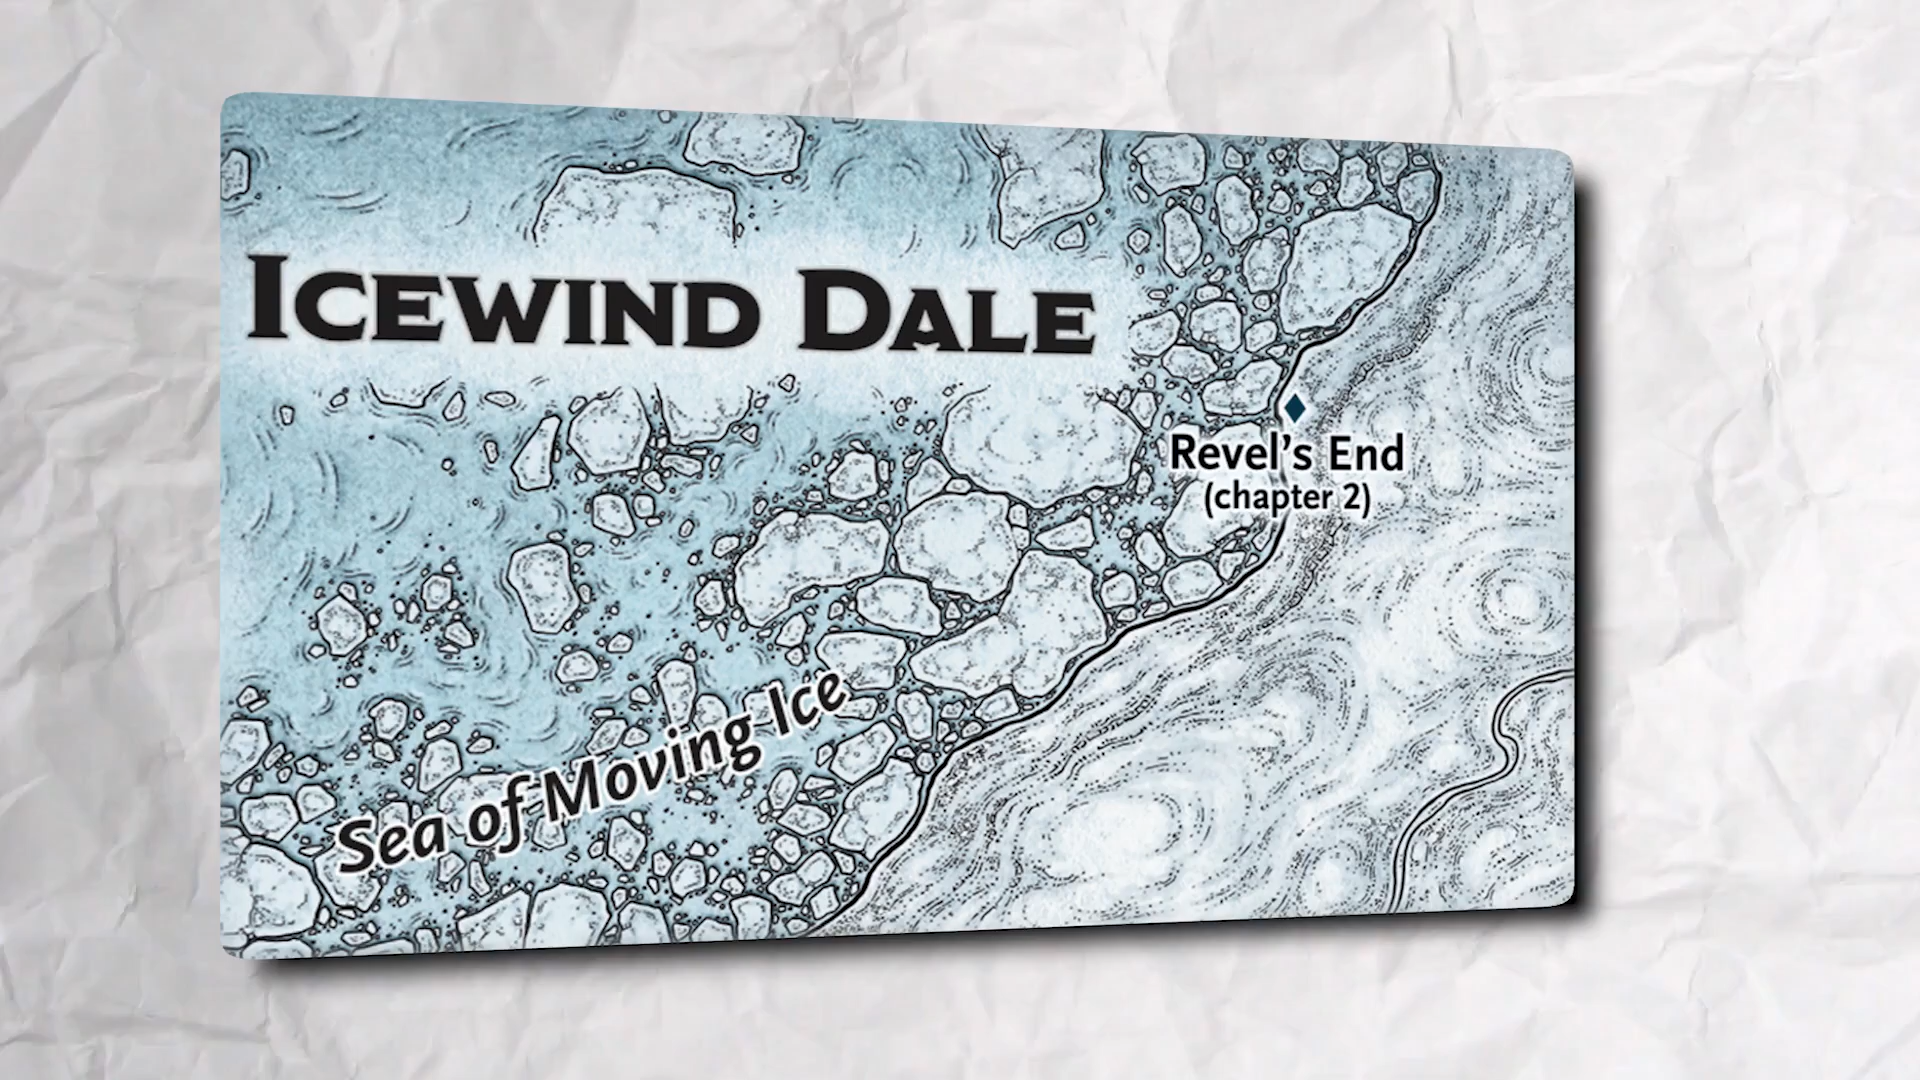 ICEWIND DALE
Revel's End
(chapter 2)
Sea of Moving Ice